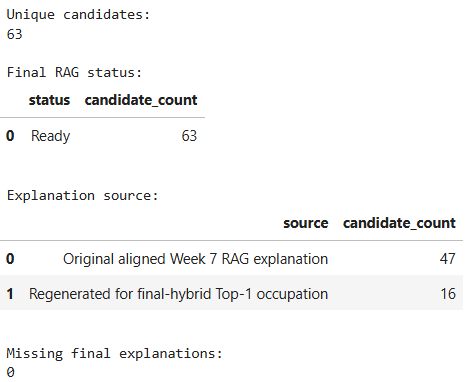 Unique candidates:
63
Final RAG status:
status candidate_count
0 Ready 63
Explanation source:
source candidate_count
0 Original aligned Week 7 RAG explanation 47
1 Regenerated for final-hybrid Top-1 occupation 16
Missing final explanations:
0